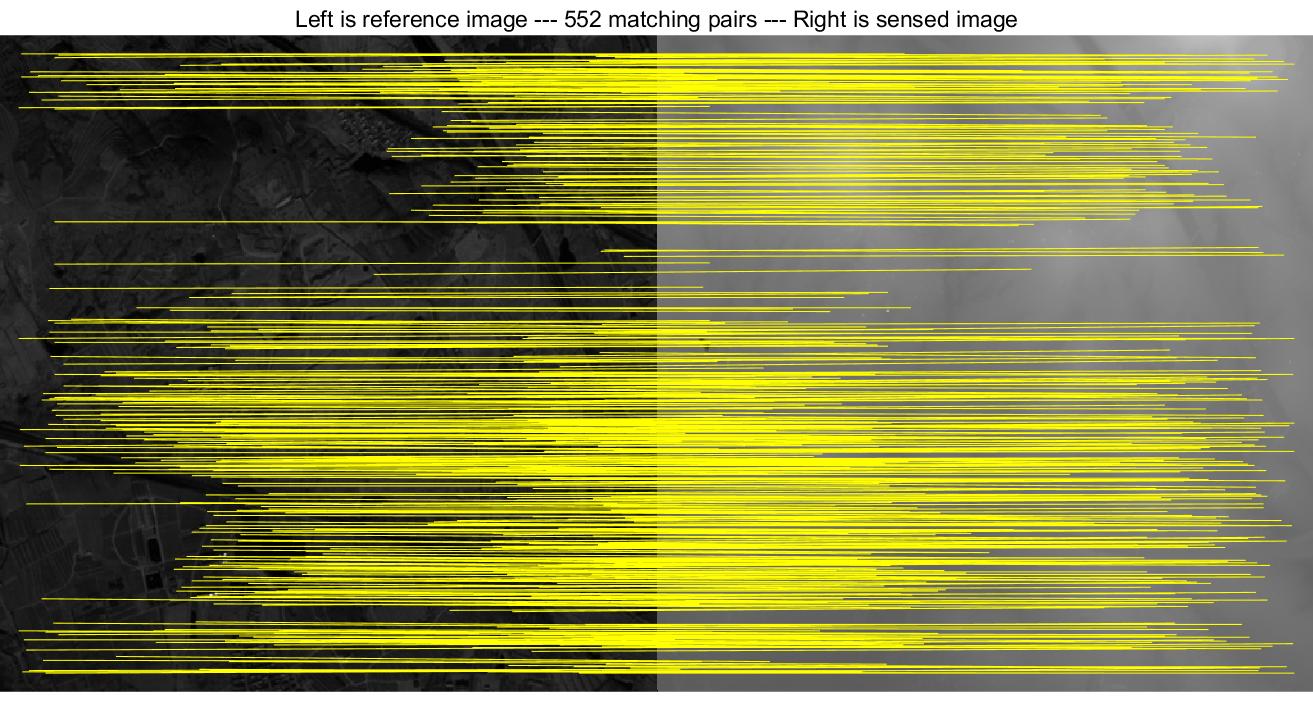 Left is reference image --- 552 matching pairs --- Right is sensed image